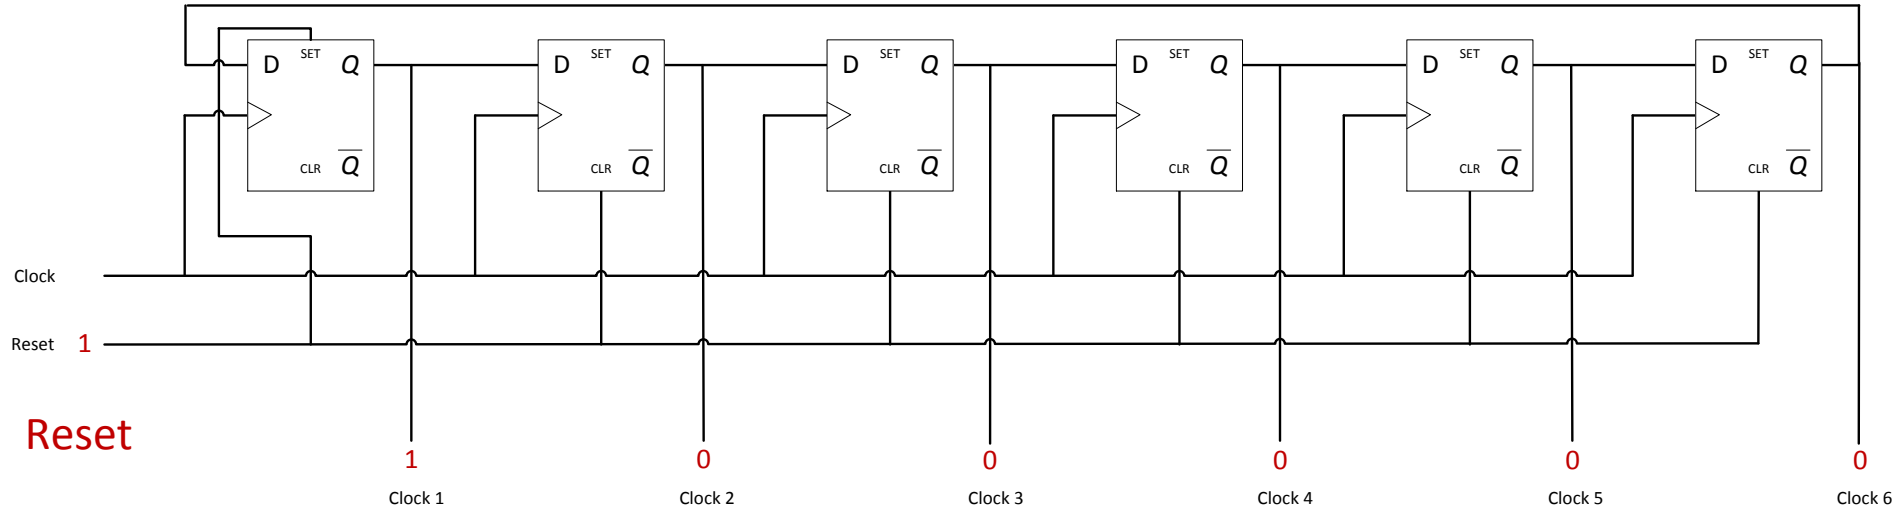 SET SET SET SET SET SET
D Q D Q D Q D Q D Q D Q
CLR Q CLR Q CLR Q CLR Q CLR Q CLR Q
Clock
Reset 1
Reset
1 0 0 0 0 0
Clock 1 Clock 2 Clock 3 Clock 4 Clock 5 Clock 6